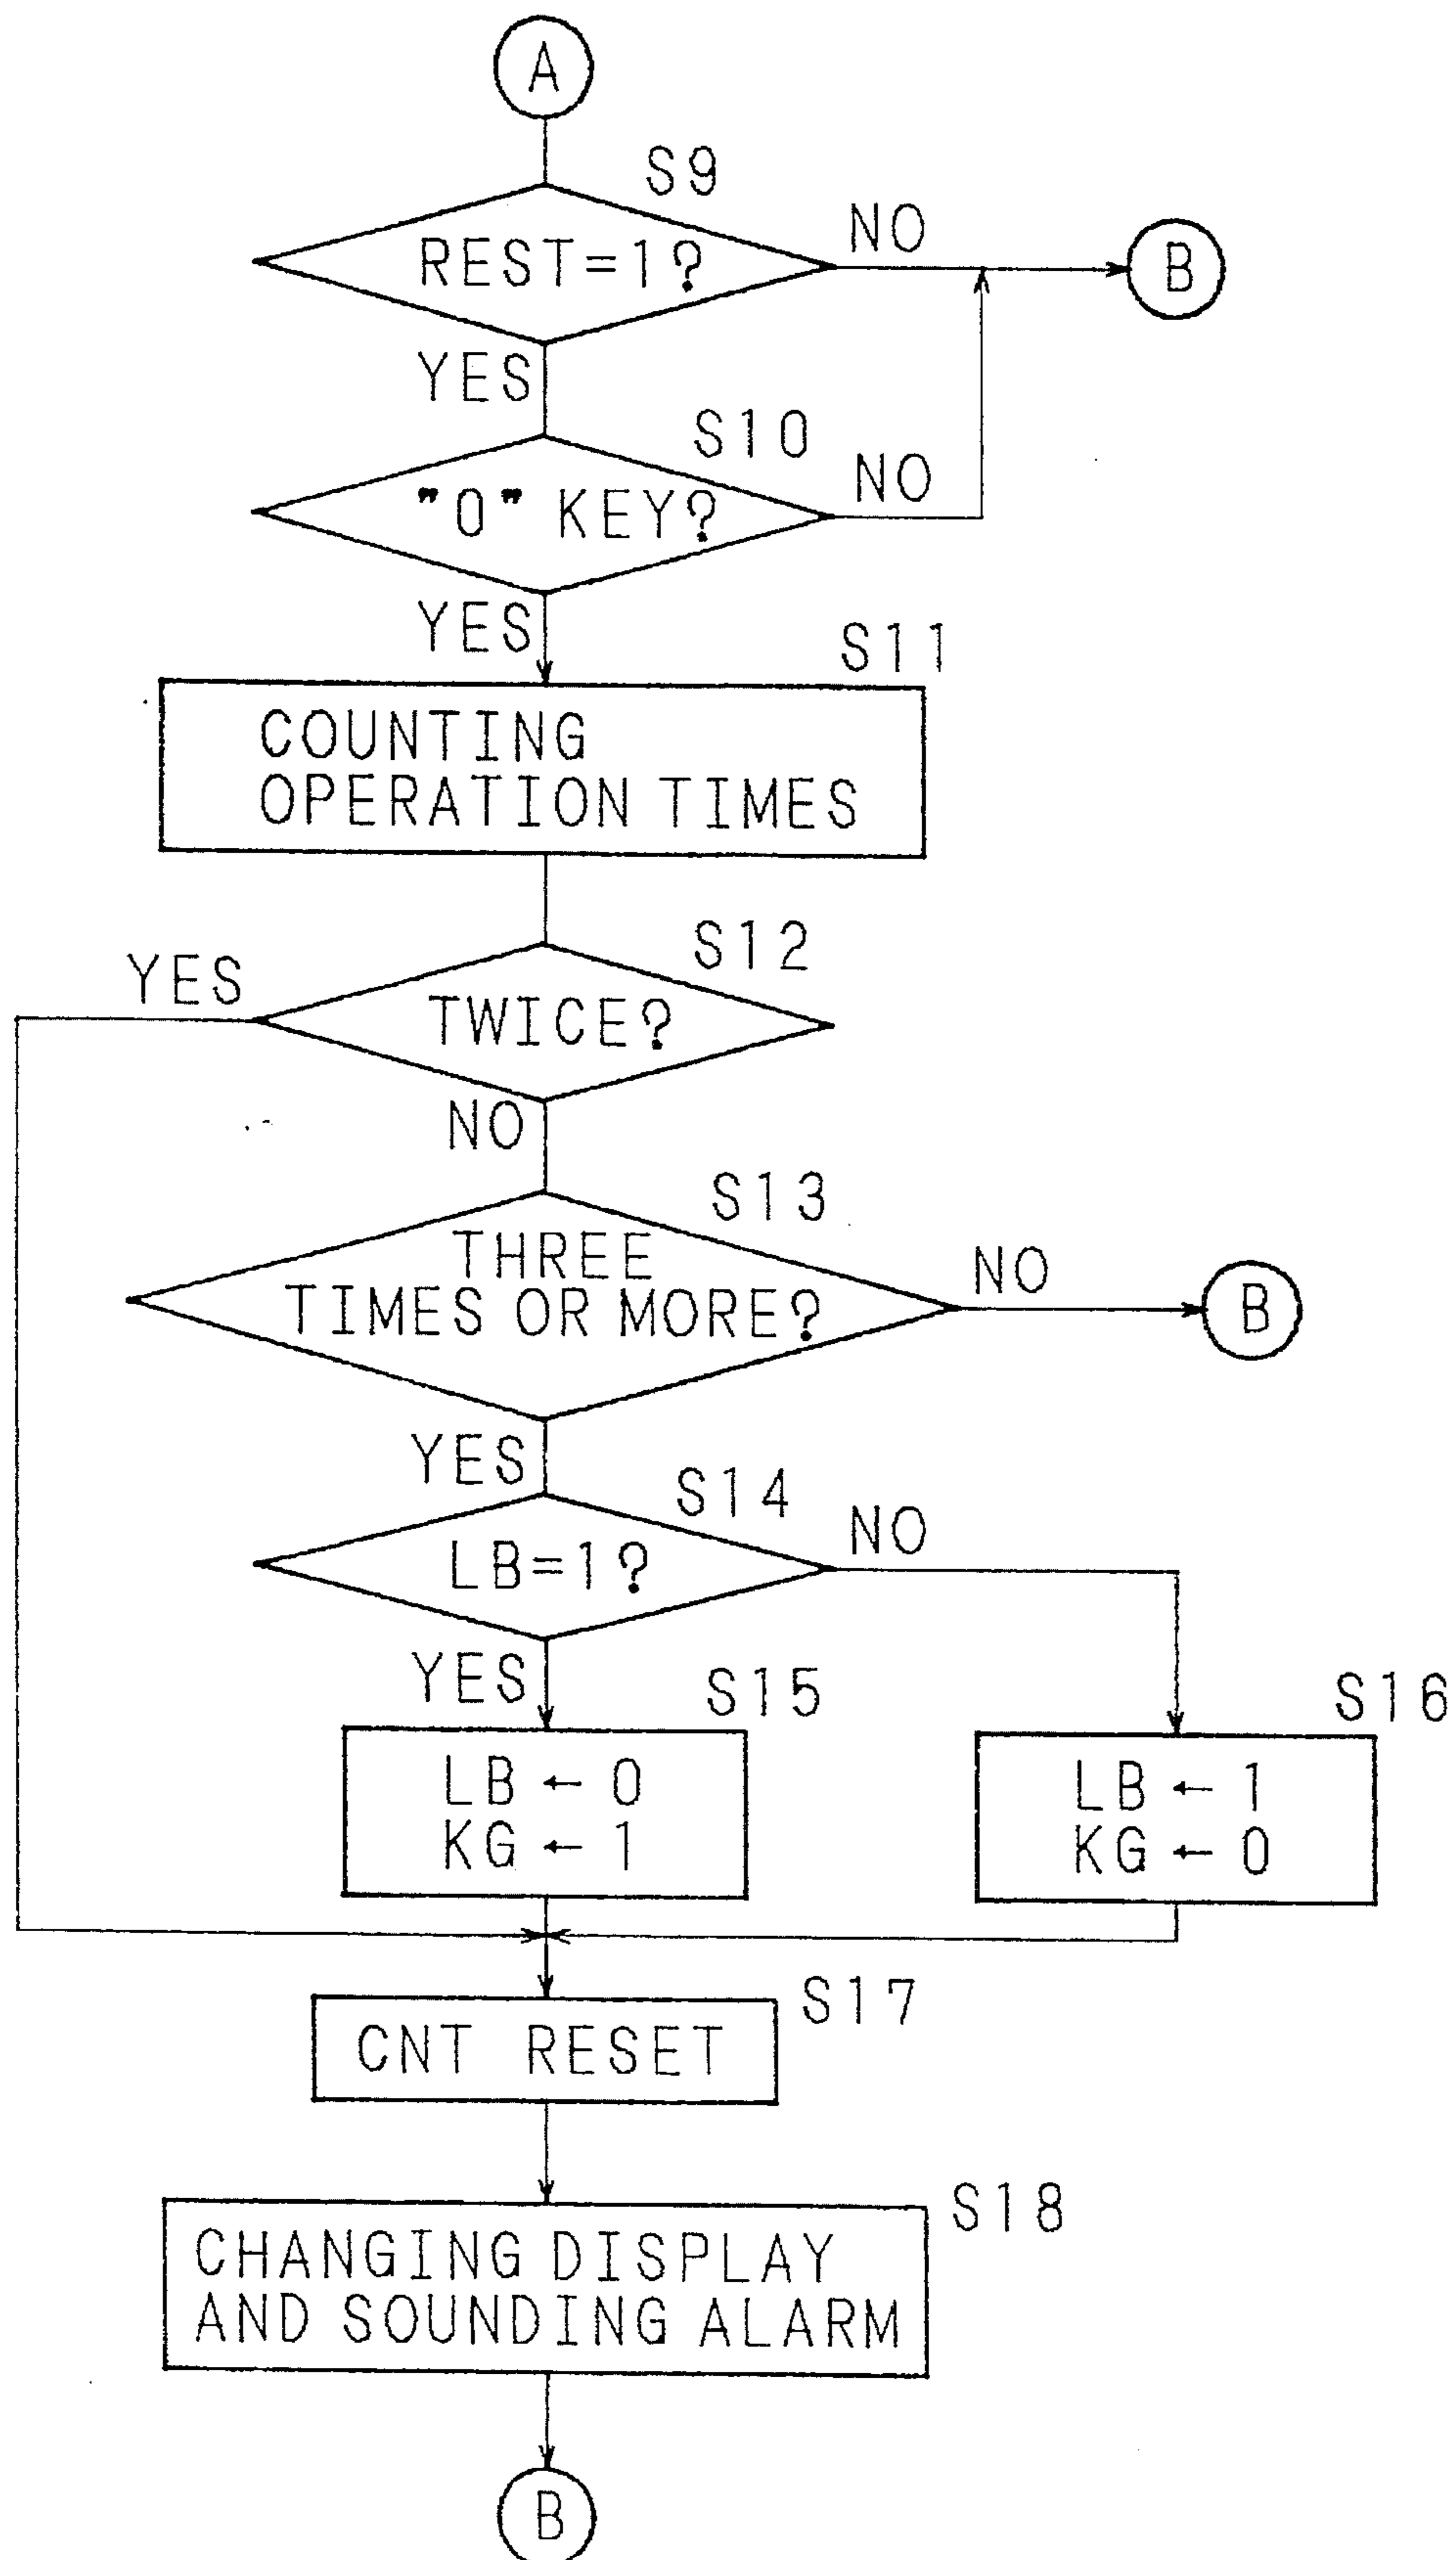 A
S9
REST=1?
NO
B
YES
S10
"0" KEY?
NO
YES
S11
COUNTING
OPERATION TIMES
S12
YES
TWICE?
NO
S13
THREE
TIMES OR MORE?
NO
B
YES
S14
LB=1?
NO
YES
S15
LB ← 0
KG ← 1
S16
LB ← 1
KG ← 0
S17
CNT RESET
S18
CHANGING DISPLAY
AND SOUNDING ALARM
B